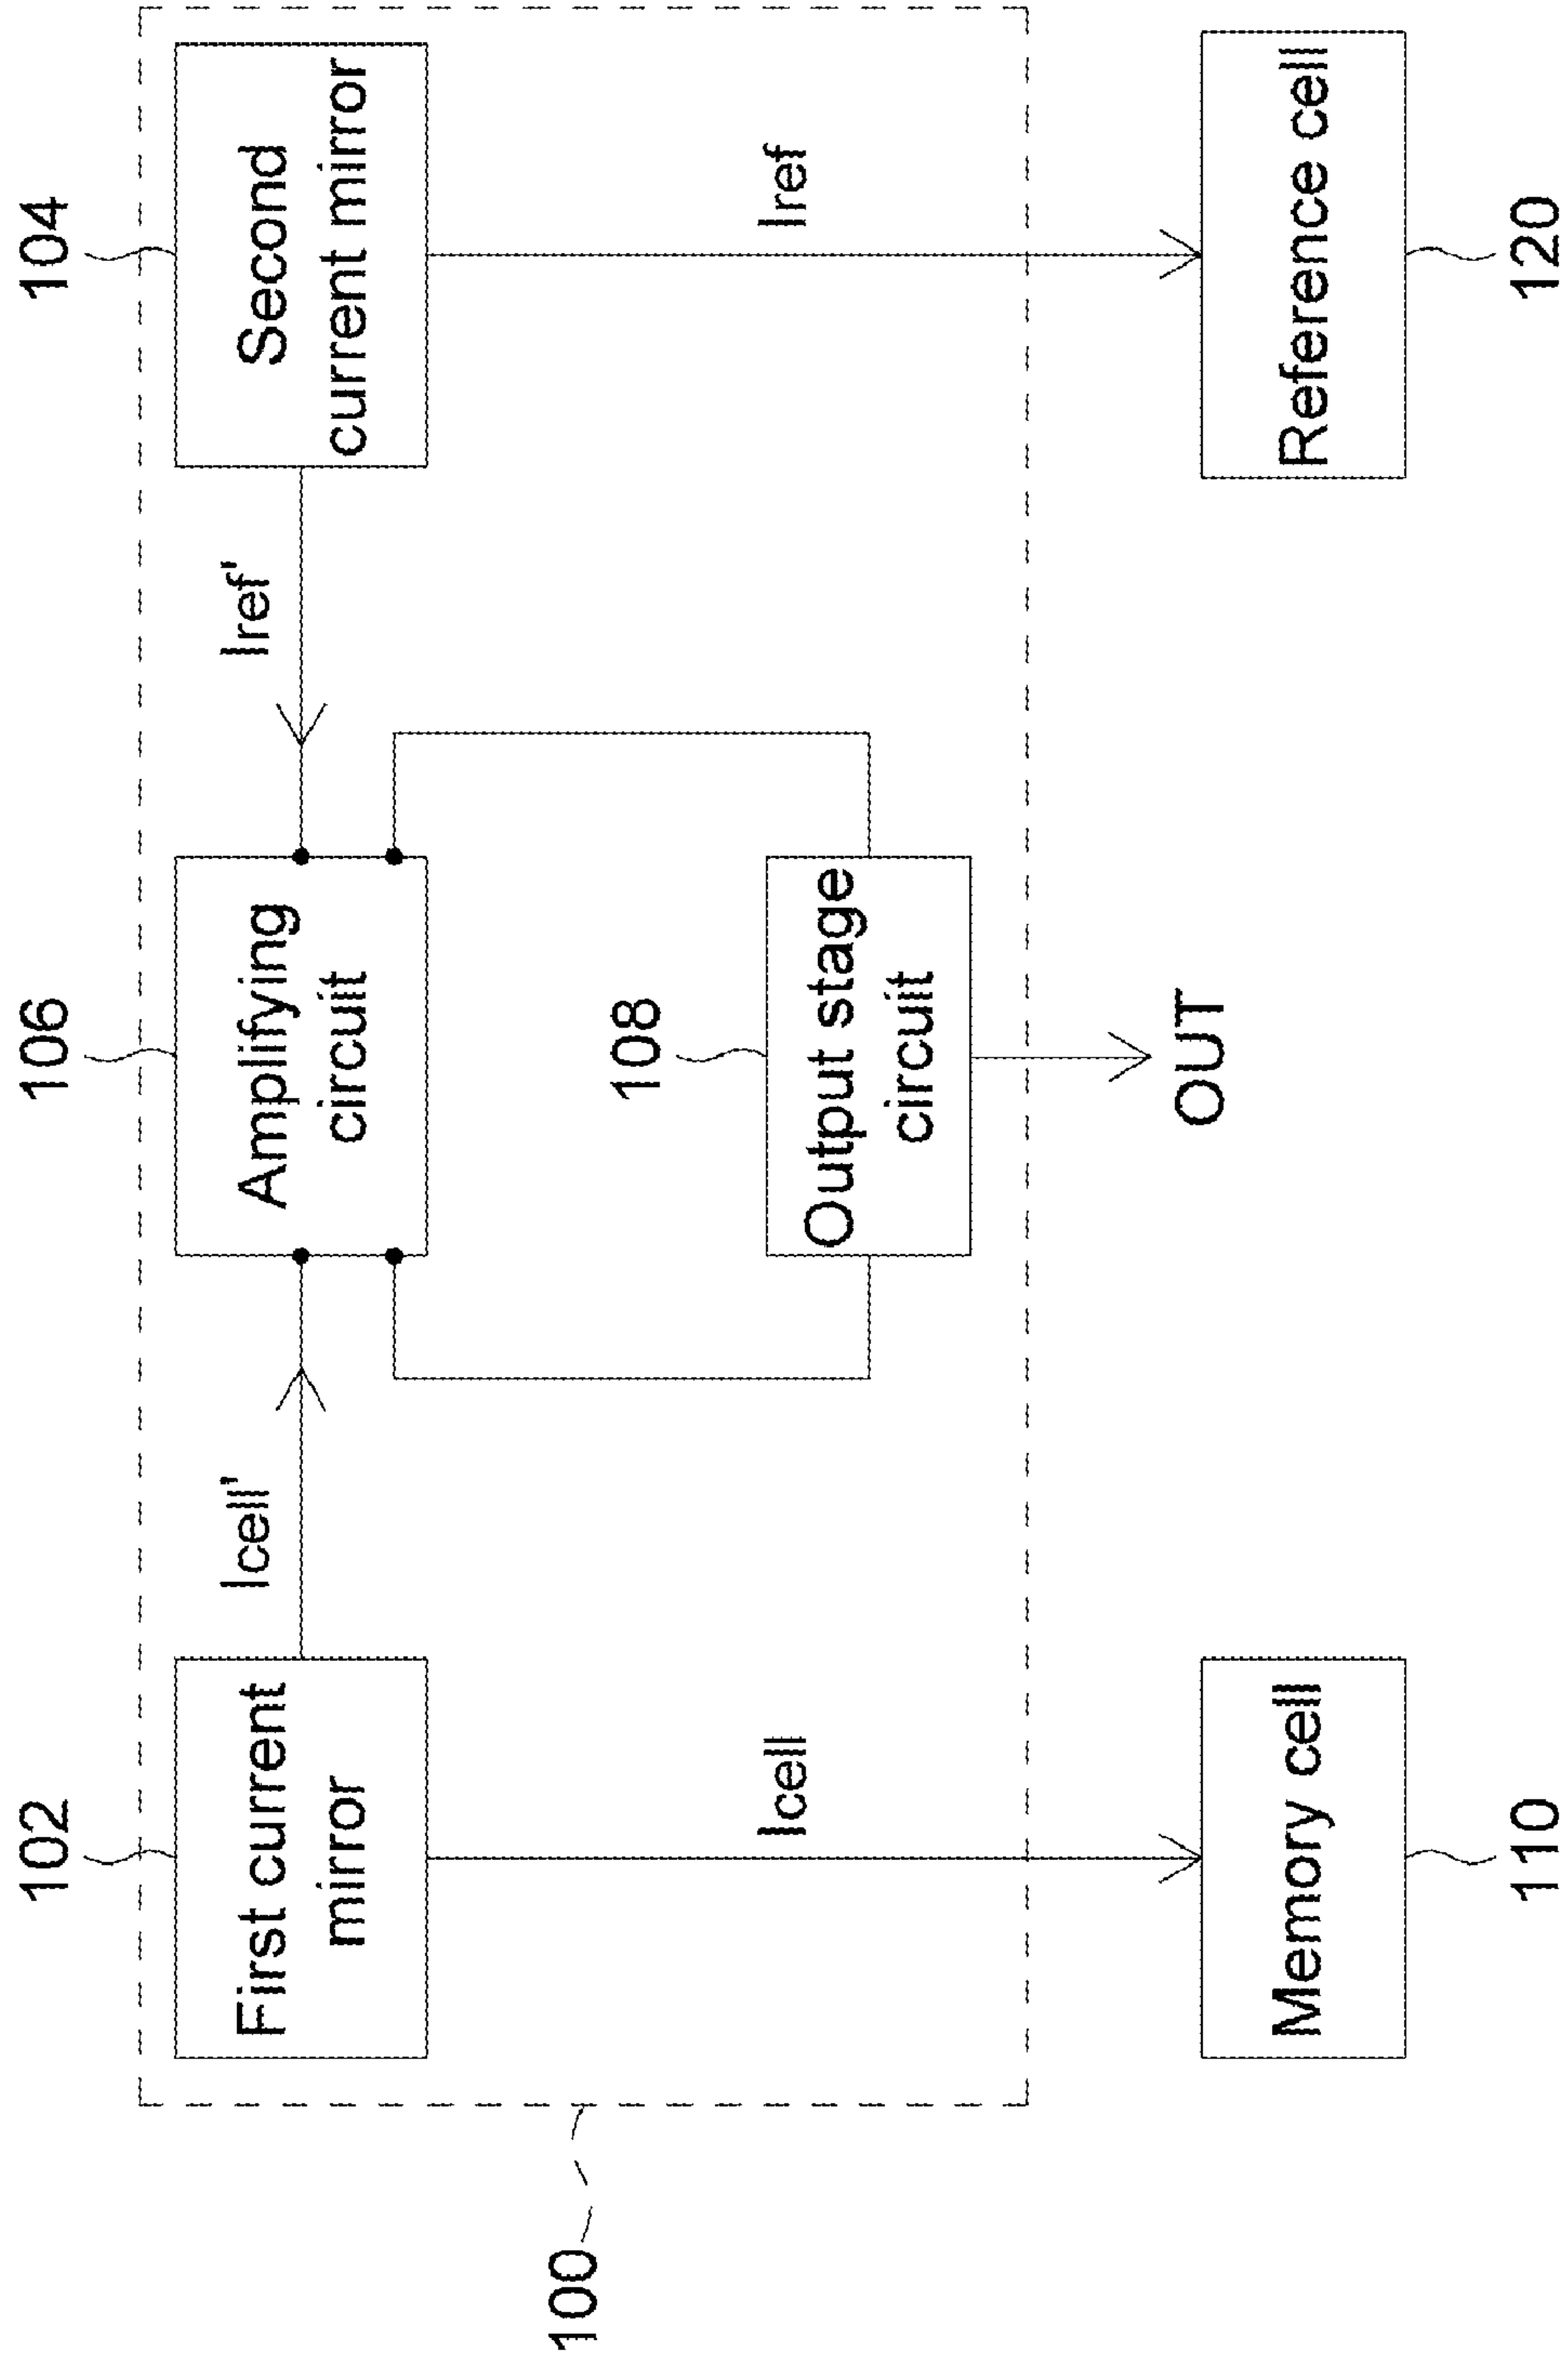 102
106
104
First current
mirror
Icell'
Amplifying
circuit
Iref'
Second
current mirror
108
100
Icell
Output stage
circuit
Iref
OUT
Memory cell
Reference cell
110
120